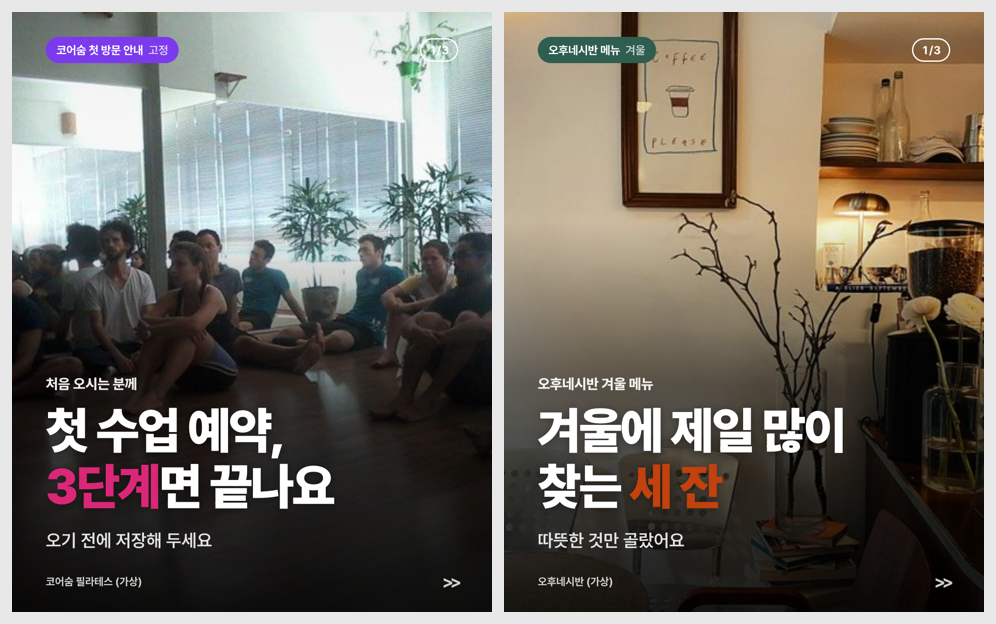 코어숨 첫 방문 안내 고정
1/3
처음 오시는 분께
첫 수업 예약,
3단계면 끝나요
오기 전에 저장해 두세요
코어숨 필라테스 (가상)
>>
오후네시반 메뉴 겨울
1/3
COFFEE
PLEASE
ATELIER SEPTEMBER
오후네시반 겨울 메뉴
겨울에 제일 많이
찾는 세 잔
따뜻한 것만 골랐어요
오후네시반 (가상)
>>